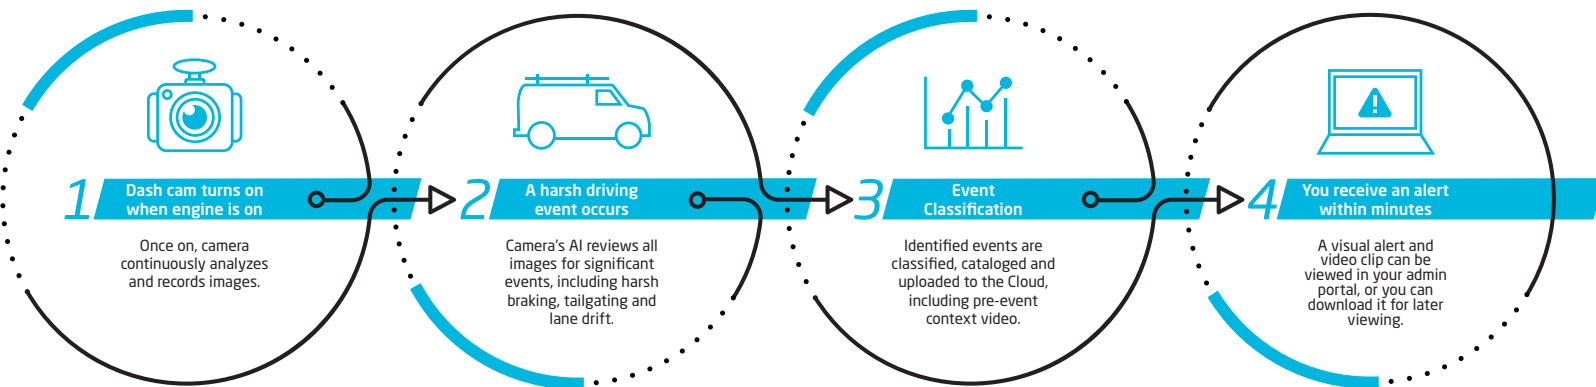 1
Dash cam turns on
when engine is on
Once on, camera
continuously analyzes
and records images.
2
A harsh driving
event occurs
Camera's AI reviews all
images for significant
events, including harsh
braking, tailgating and
lane drift.
3
Event
Classification
Identified events are
classified, cataloged and
uploaded to the Cloud,
including pre-event
context video.
4
You receive an alert
within minutes
A visual alert and
video clip can be
viewed in your admin
portal, or you can
download it for later
viewing.